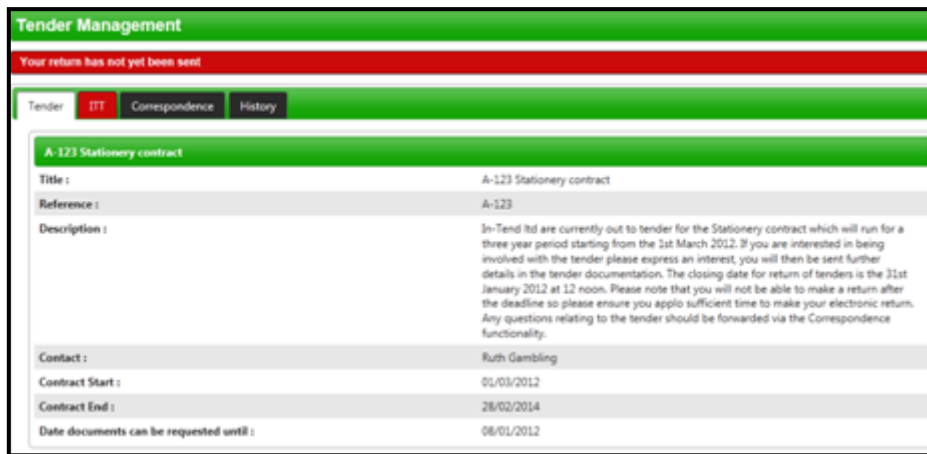 Tender Management
Your return has not yet been sent
Tender ITT Correspondence History
A-123 Stationery contract
Title : A-123 Stationery contract
Reference : A-123
Description : In-Tend ltd are currently out to tender for the Stationery contract which will run for a
three year period starting from the 1st March 2012. If you are interested in being
involved with the tender please express an interest, you will then be sent further
details in the tender documentation. The closing date for return of tenders is the 31st
January 2012 at 12 noon. Please note that you will not be able to make a return after
the deadline so please ensure you applo sufficient time to make your electronic return.
Any questions relating to the tender should be forwarded via the Correspondence
functionality.
Contact : Ruth Gambling
Contract Start : 01/03/2012
Contract End : 28/02/2014
Date documents can be requested until : 08/01/2012